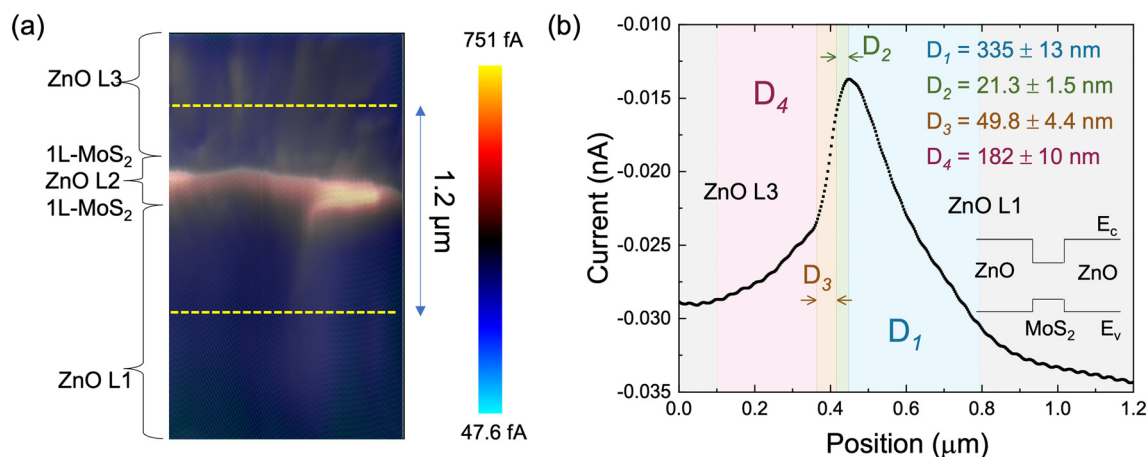 (a)
ZnO L3
1L-MoS₂
ZnO L2
1L-MoS₂
ZnO L1
1.2 μm
751 fA
47.6 fA
(b)
Current (nA)
-0.010
-0.015
-0.020
-0.025
-0.030
-0.035
0.0 0.2 0.4 0.6 0.8 1.0 1.2
Position (μm)
D₄
D₂
D₃
D₁
D₁ = 335 ± 13 nm
D₂ = 21.3 ± 1.5 nm
D₃ = 49.8 ± 4.4 nm
D₄ = 182 ± 10 nm
ZnO L3
ZnO L1
E_c
ZnO
ZnO
MoS₂
E_v